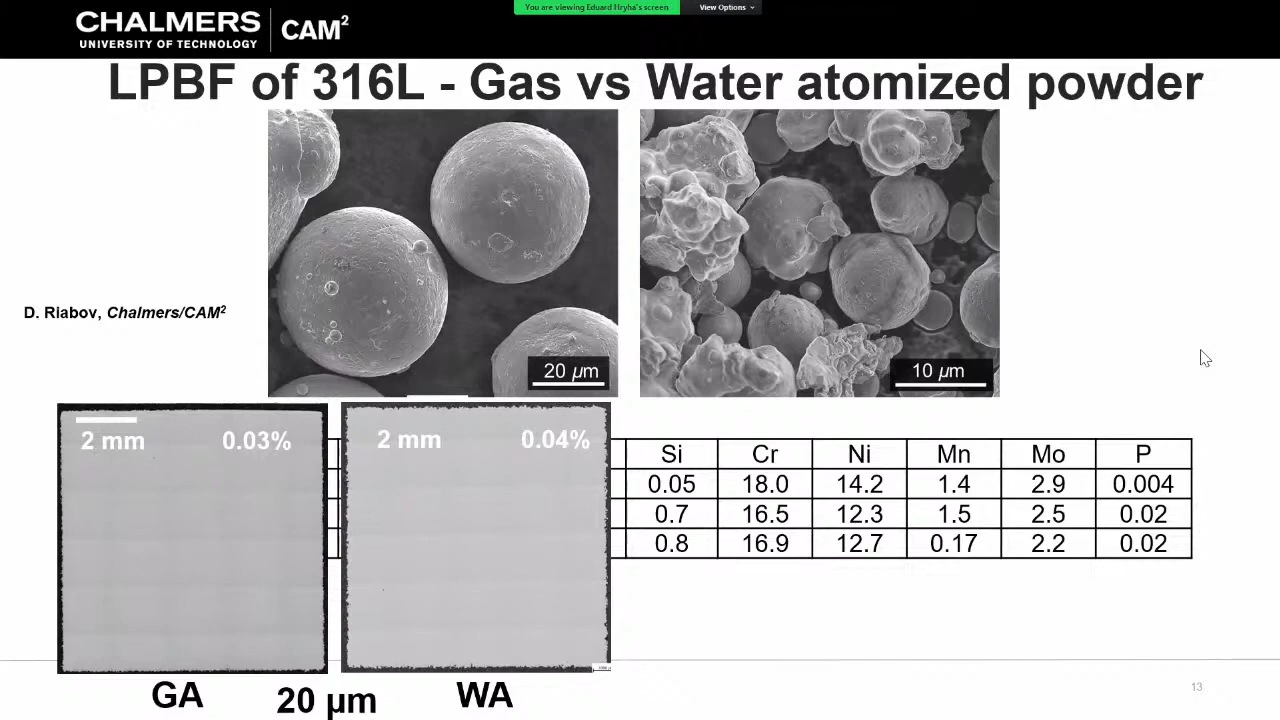 You are viewing Eduard Hryha's screen
View Options
CHALMERS
UNIVERSITY OF TECHNOLOGY
CAM²
LPBF of 316L - Gas vs Water atomized powder
D. Riabov, Chalmers/CAM²
20 µm
10 µm
2 mm 0.03%
2 mm 0.04%
Si Cr Ni Mn Mo P
0.05 18.0 14.2 1.4 2.9 0.004
0.7 16.5 12.3 1.5 2.5 0.02
0.8 16.9 12.7 0.17 2.2 0.02
GA 20 µm WA
13